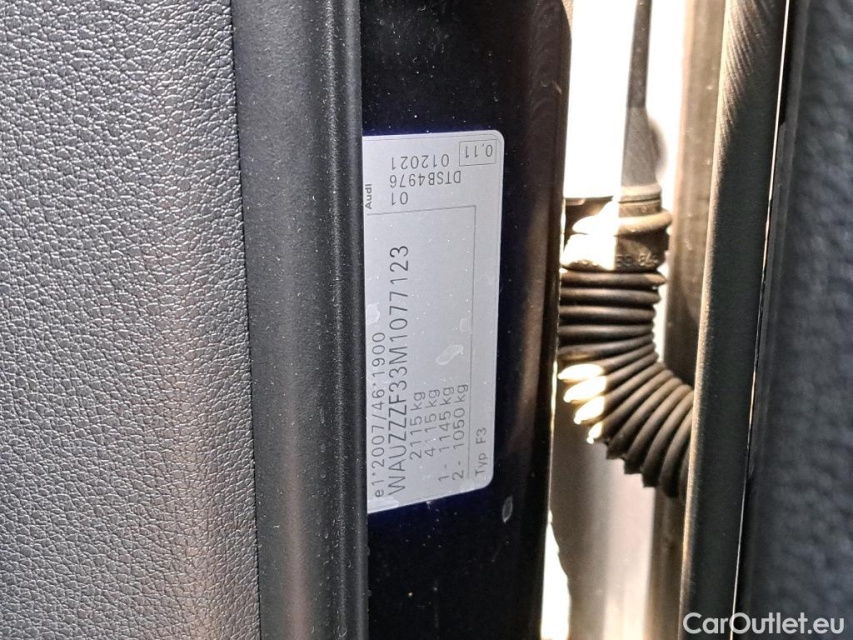 Audi
e1*2007/46*1900
WAUZZZF33M1077123
2115 kg
4115 kg
1 - 1145 kg
2 - 1050 kg
Typ F3
01
DTSB4976
012021
0.11
CarOutlet.eu